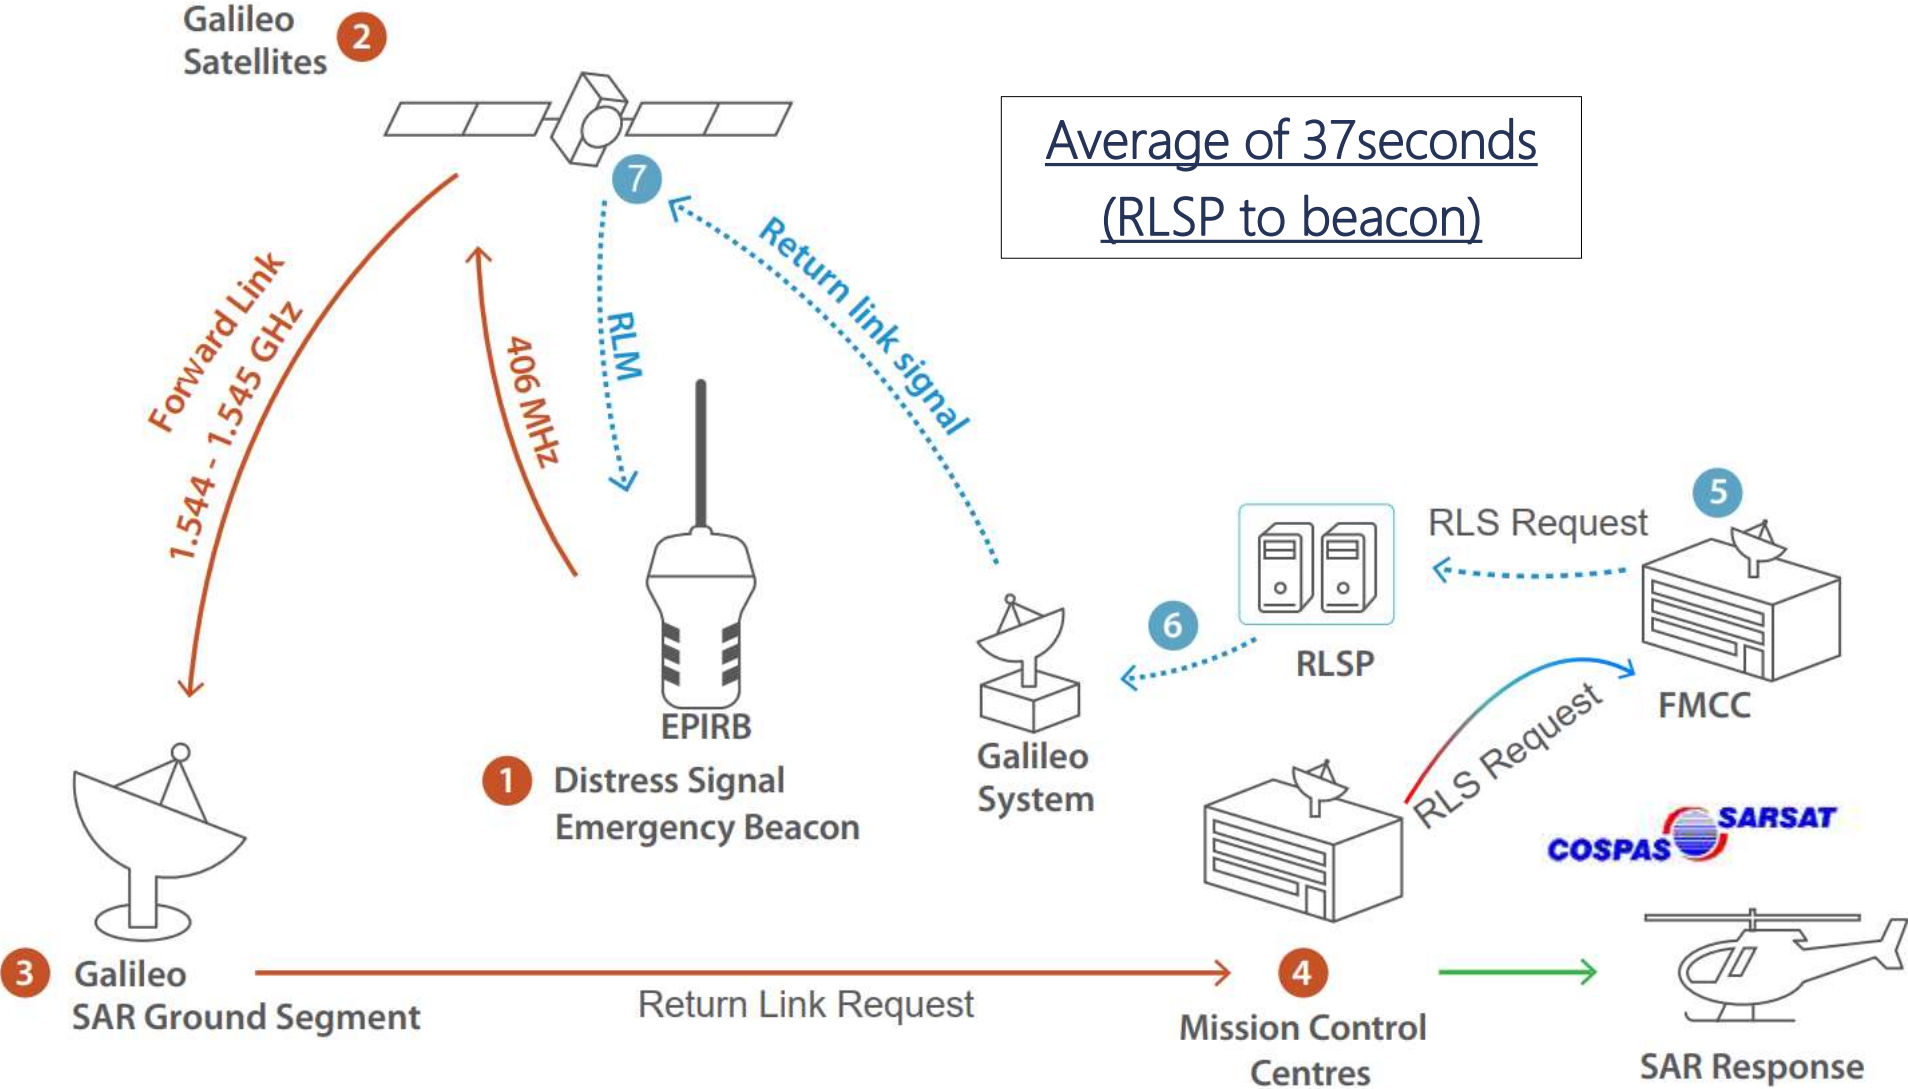 Galileo
Satellites
2
7
Average of 37seconds
(RLSP to beacon)
Forward Link
1.544 - 1.545 GHz
406 MHz
RLM
Return link signal
5
RLS Request
6
RLSP
FMCC
EPIRB
1
Distress Signal
Emergency Beacon
Galileo
System
RLS Request
COSPAS
SARSAT
3
Galileo
SAR Ground Segment
Return Link Request
4
Mission Control
Centres
SAR Response